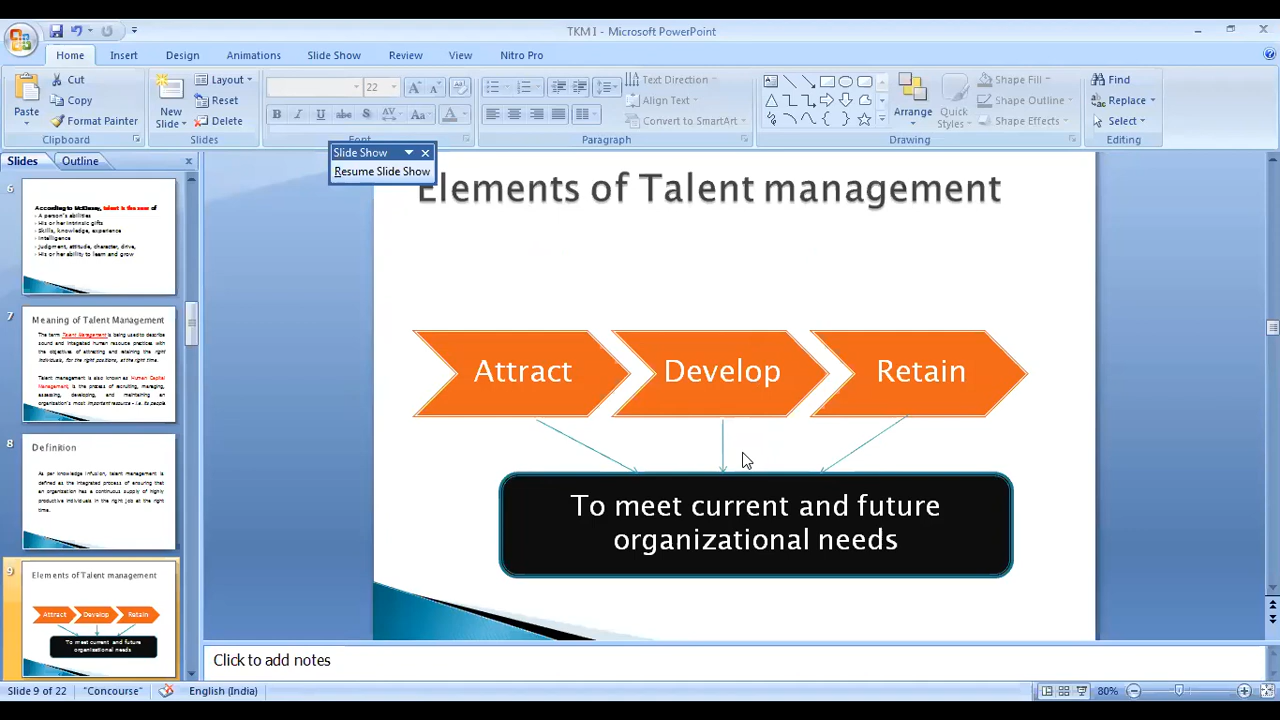 TKM I - Microsoft PowerPoint
Home Insert Design Animations Slide Show Review View Nitro Pro
Paste
Cut
Copy
Format Painter
Clipboard
New Slide
Layout
Reset
Delete
Slides
22
B I U abc S AV Aa A
Font
Paragraph
Text Direction
Align Text
Convert to SmartArt
Arrange
Quick Styles
Shape Fill
Shape Outline
Shape Effects
Drawing
Find
Replace
Select
Editing
Slide Show
Resume Slide Show
Slides Outline
6
According to McKinsey, talent is the sum of
A person's abilities
His or her intrinsic gifts
Skills, knowledge, experience
Intelligence
Judgment, attitude, character, drive,
His or her ability to learn and grow
7
Meaning of Talent Management
The term Talent Management is being used to describe
sound and integrated human resource practices with
the objectives of attracting and retaining the right
individuals, for the right positions, at the right time.
Talent management is also known as Human Capital
Management, is the process of recruiting, managing,
assessing, developing, and maintaining an
organization's most important resource - i.e. its people
8
Definition
As per knowledge infusion, talent management is
defined as the integrated process of ensuring that
an organization has a continuous supply of highly
productive individuals in the right job at the right
time.
9
Elements of Talent management
Attract Develop Retain
To meet current and future
organizational needs
Elements of Talent management
Attract
Develop
Retain
To meet current and future
organizational needs
Click to add notes
Slide 9 of 22
"Concourse"
English (India)
80%